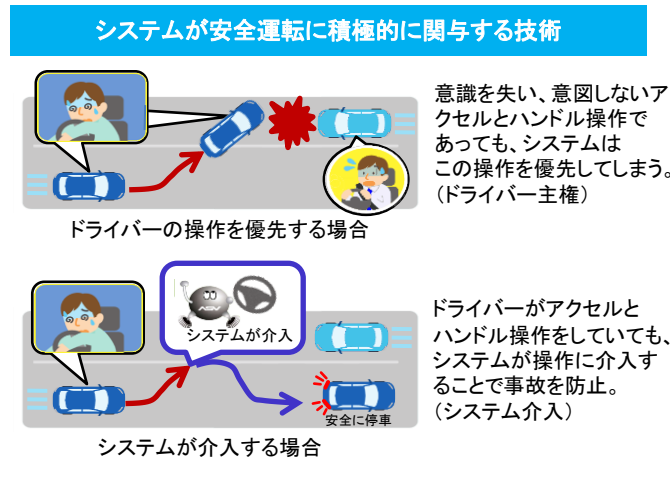 システムが安全運転に積極的に関与する技術
意識を失い、意図しないア
クセルとハンドル操作で
あっても、システムは
この操作を優先してしまう。
（ドライバー主権）
ドライバーの操作を優先する場合
ASV
システムが介入
ドライバーがアクセルと
ハンドル操作をしていても、
システムが操作に介入す
ることで事故を防止。
（システム介入）
安全に停車
システムが介入する場合